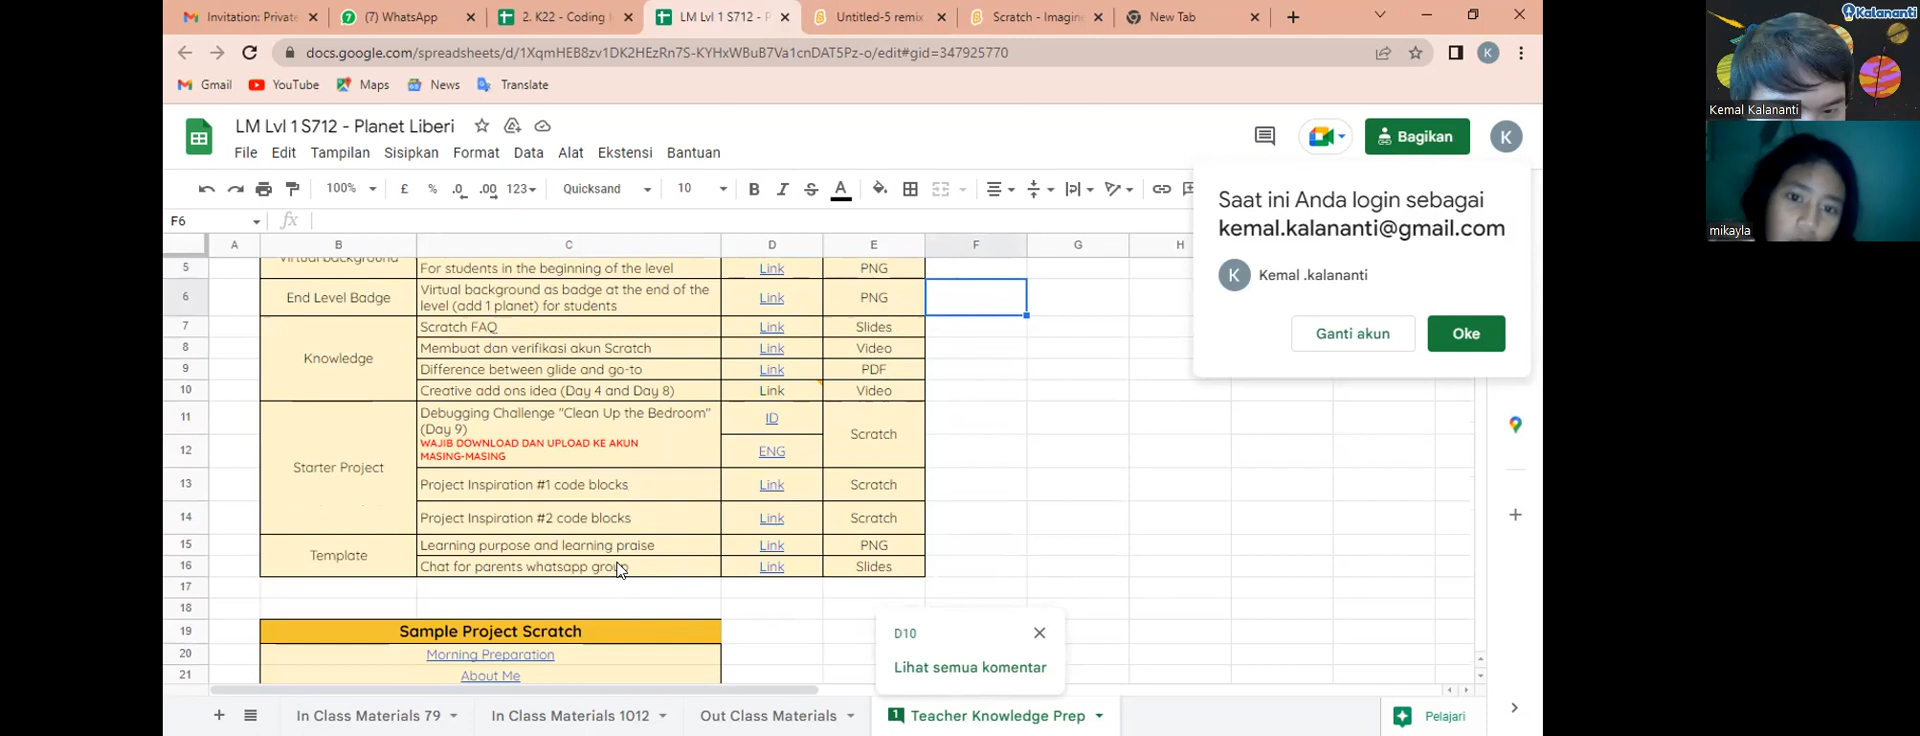 Invitation: Private
(7) WhatsApp
2. K22 - Coding
LM Lvl 1 S712 - P
Untitled-5 remix
Scratch - Imagine
New Tab
docs.google.com/spreadsheets/d/1XqmHEB8zv1DK2HEzRn7S-KYHxWBuB7Va1cnDAT5Pz-o/edit#gid=347925770
K
Gmail
YouTube
Maps
News
Translate
LM Lvl 1 S712 - Planet Liberi
Bagikan
K
File Edit Tampilan Sisipkan Format Data Alat Ekstensi Bantuan
100% £ % .0 .00 123 Quicksand 10 B I S A
F6 fx
A B C D E F G H
5 Virtual background For students in the beginning of the level Link PNG
6 End Level Badge Virtual background as badge at the end of the Link PNG
level (add 1 planet) for students
7 Scratch FAQ Link Slides
8 Knowledge Membuat dan verifikasi akun Scratch Link Video
9 Difference between glide and go-to Link PDF
10 Creative add ons idea (Day 4 and Day 8) Link Video
11 Debugging Challenge "Clean Up the Bedroom" ID
(Day 9)
Scratch
12 WAJIB DOWNLOAD DAN UPLOAD KE AKUN ENG
MASING-MASING
Starter Project
13 Project Inspiration #1 code blocks Link Scratch
14 Project Inspiration #2 code blocks Link Scratch
15 Learning purpose and learning praise Link PNG
Template
16 Chat for parents whatsapp group Link Slides
17
18
19 Sample Project Scratch
20 Morning Preparation
21 About Me
Saat ini Anda login sebagai
kemal.kalananti@gmail.com
K Kemal .kalananti
Ganti akun Oke
D10
Lihat semua komentar
In Class Materials 79
In Class Materials 1012
Out Class Materials
1 Teacher Knowledge Prep
Pelajari
Kalananti
Kemal Kalananti
mikayla